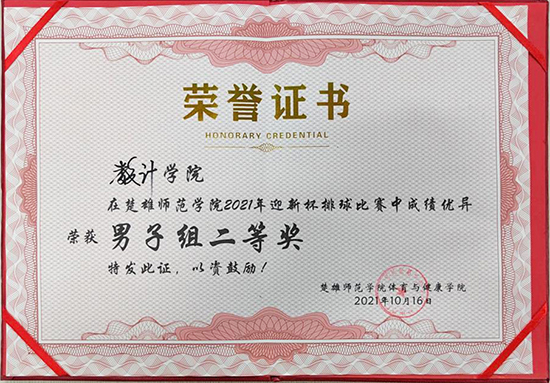 荣誉证书
HONORARY CREDENTIAL
数计学院
在楚雄师范学院2021年迎新杯排球比赛中成绩优异
荣获 男子组二等奖
特发此证，以资鼓励！
楚雄师范学院体育与健康学院
2021年10月16日